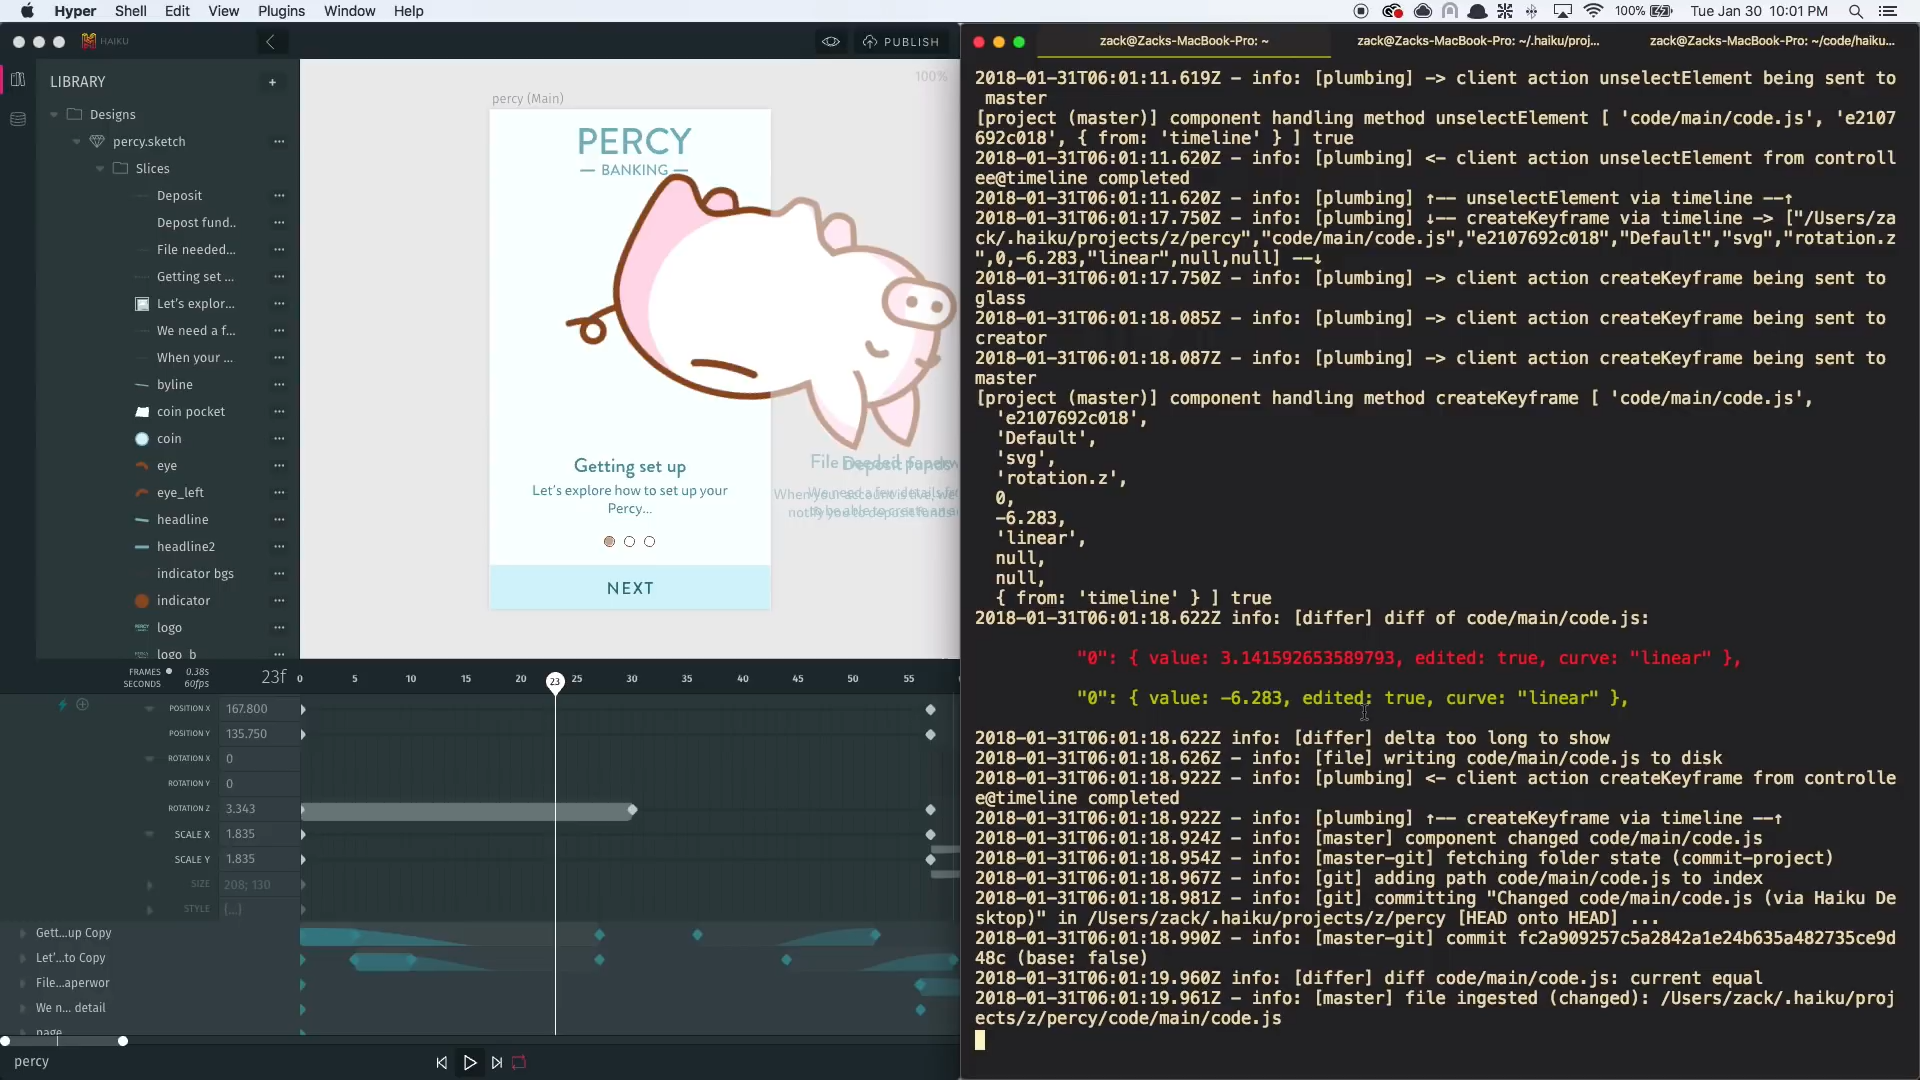 Hyper Shell Edit View Plugins Window Help
100% Tue Jan 30 10:01 PM
HAIKU
PUBLISH
LIBRARY
+
Designs
percy.sketch
Slices
Deposit
Depost fund..
File needed...
Getting set ...
Let's explor...
We need a f...
When your ...
byline
coin pocket
coin
eye
eye_left
headline
headline2
indicator bgs
indicator
logo
logo_b
100%
percy (Main)
PERCY
— BANKING —
Getting set up
Let's explore how to set up your
Percy...
NEXT
FRAMES 0.38s
SECONDS 60fps
23f
0 5 10 15 20 23 25 30 35 40 45 50 55
POSITION X 167.800
POSITION Y 135.750
ROTATION X 0
ROTATION Y 0
ROTATION Z 3.343
SCALE X 1.835
SCALE Y 1.835
SIZE 208; 130
STYLE {...}
Gett...up Copy
Let'...to Copy
File...aperwor
We n... detail
page
percy
zack@Zacks-MacBook-Pro: ~
zack@Zacks-MacBook-Pro: ~/.haiku/proj...
zack@Zacks-MacBook-Pro: ~/code/haiku...
2018-01-31T06:01:11.619Z - info: [plumbing] -> client action unselectElement being sent to
master
[project (master)] component handling method unselectElement [ 'code/main/code.js', 'e2107
692c018', { from: 'timeline' } ] true
2018-01-31T06:01:11.620Z - info: [plumbing] <- client action unselectElement from controll
ee@timeline completed
2018-01-31T06:01:11.620Z - info: [plumbing] ↑-- unselectElement via timeline --↑
2018-01-31T06:01:17.750Z - info: [plumbing] ↓-- createKeyframe via timeline -> ["/Users/za
ck/.haiku/projects/z/percy","code/main/code.js","e2107692c018","Default","svg","rotation.z
",0,-6.283,"linear",null,null] --↓
2018-01-31T06:01:17.750Z - info: [plumbing] -> client action createKeyframe being sent to
glass
2018-01-31T06:01:18.085Z - info: [plumbing] -> client action createKeyframe being sent to
creator
2018-01-31T06:01:18.087Z - info: [plumbing] -> client action createKeyframe being sent to
master
[project (master)] component handling method createKeyframe [ 'code/main/code.js',
'e2107692c018',
'Default',
'svg',
'rotation.z',
0,
-6.283,
'linear',
null,
null,
{ from: 'timeline' } ] true
2018-01-31T06:01:18.622Z info: [differ] diff of code/main/code.js:
"0": { value: 3.141592653589793, edited: true, curve: "linear" },
"0": { value: -6.283, edited: true, curve: "linear" },
2018-01-31T06:01:18.622Z info: [differ] delta too long to show
2018-01-31T06:01:18.626Z - info: [file] writing code/main/code.js to disk
2018-01-31T06:01:18.922Z - info: [plumbing] <- client action createKeyframe from controlle
e@timeline completed
2018-01-31T06:01:18.922Z - info: [plumbing] ↑-- createKeyframe via timeline --↑
2018-01-31T06:01:18.924Z - info: [master] component changed code/main/code.js
2018-01-31T06:01:18.954Z - info: [master-git] fetching folder state (commit-project)
2018-01-31T06:01:18.967Z - info: [git] adding path code/main/code.js to index
2018-01-31T06:01:18.981Z - info: [git] committing "Changed code/main/code.js (via Haiku De
sktop)" in /Users/zack/.haiku/projects/z/percy [HEAD onto HEAD] ...
2018-01-31T06:01:18.990Z - info: [master-git] commit fc2a909257c5a2842a1e24b635a482735ce9d
48c (base: false)
2018-01-31T06:01:19.960Z info: [differ] diff code/main/code.js: current equal
2018-01-31T06:01:19.961Z - info: [master] file ingested (changed): /Users/zack/.haiku/proj
ects/z/percy/code/main/code.js